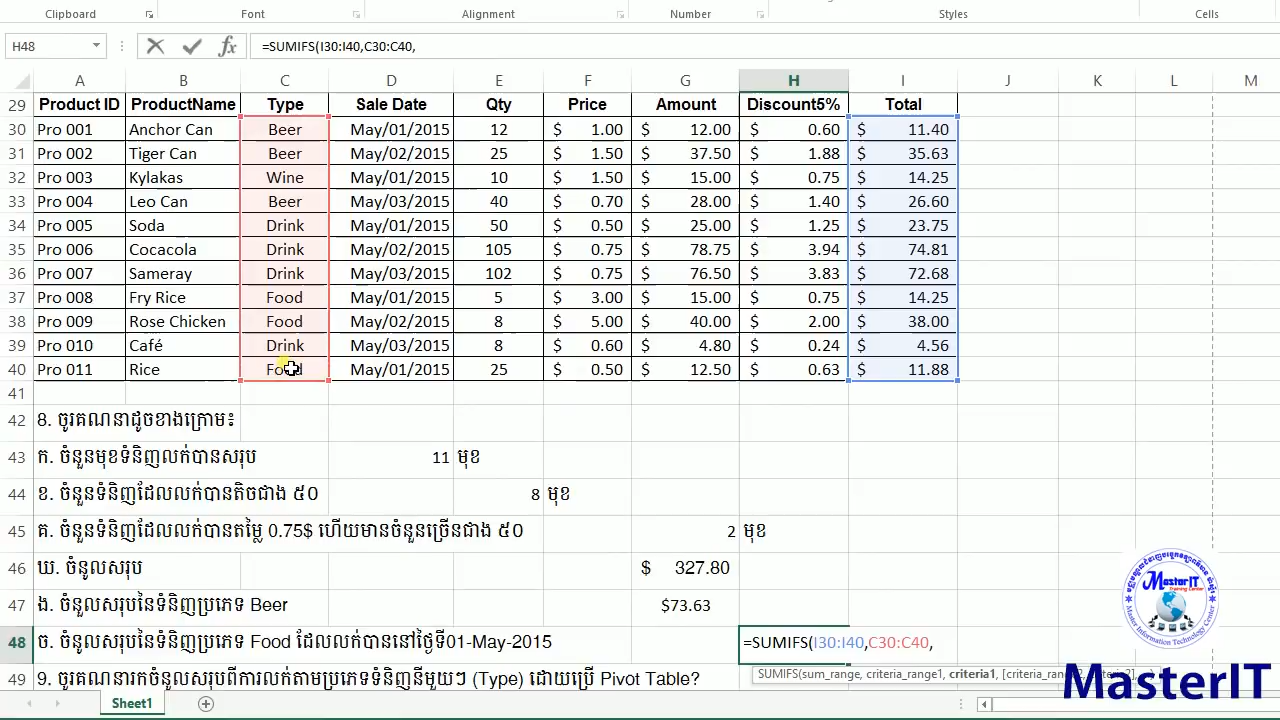 Clipboard Font Alignment Number Styles Cells
H48 =SUMIFS(I30:I40,C30:C40,
A B C D E F G H I J K L M
29 Product ID ProductName Type Sale Date Qty Price Amount Discount5% Total
30 Pro 001 Anchor Can Beer May/01/2015 12 $ 1.00 $ 12.00 $ 0.60 $ 11.40
31 Pro 002 Tiger Can Beer May/02/2015 25 $ 1.50 $ 37.50 $ 1.88 $ 35.63
32 Pro 003 Kylakas Wine May/01/2015 10 $ 1.50 $ 15.00 $ 0.75 $ 14.25
33 Pro 004 Leo Can Beer May/02/2015 40 $ 0.70 $ 28.00 $ 1.40 $ 26.60
34 Pro 005 Soda Drink May/01/2015 50 $ 0.50 $ 25.00 $ 1.25 $ 23.75
35 Pro 006 Cocacola Drink May/02/2015 105 $ 0.75 $ 78.75 $ 3.94 $ 74.81
36 Pro 007 Sameray Drink May/03/2015 102 $ 0.75 $ 76.50 $ 3.83 $ 72.68
37 Pro 008 Fry Rice Food May/01/2015 5 $ 3.00 $ 15.00 $ 0.75 $ 14.25
38 Pro 009 Rose Chicken Food May/02/2015 8 $ 5.00 $ 40.00 $ 2.00 $ 38.00
39 Pro 010 Café Drink May/03/2015 8 $ 0.60 $ 4.80 $ 0.24 $ 4.56
40 Pro 011 Rice Food May/01/2015 25 $ 0.50 $ 12.50 $ 0.63 $ 11.88
41
42 8. ចូរគណនាដូចខាងក្រោម៖
43 ក. ចំនួនមុខទំនិញលក់បានសរុប 11 មុខ
44 ខ. ចំនួនទំនិញដែលលក់បានតិចជាង ៥០ 8 មុខ
45 គ. ចំនួនទំនិញដែលលក់បានតម្លៃ 0.75$ ហើយមានចំនួនច្រើនជាង ៥០ 2 មុខ
46 ឃ. ចំនូលសរុប $ 327.80
47 ង. ចំនូលសរុបនៃទំនិញប្រភេទ Beer $73.63
48 ច. ចំនូលសរុបនៃទំនិញប្រភេទ Food ដែលលក់បាននៅថ្ងៃទី01-May-2015 =SUMIFS(I30:I40,C30:C40,
SUMIFS(sum_range, criteria_range1, criteria1,
49 9. ចូរគណនារកចំនូលសរុបពីការលក់តាមប្រភេទទំនិញនីមួយៗ (Type) ដោយប្រើ Pivot Table?
MasterIT
Training Center
Master Information Technology Center
MasterIT
Sheet1